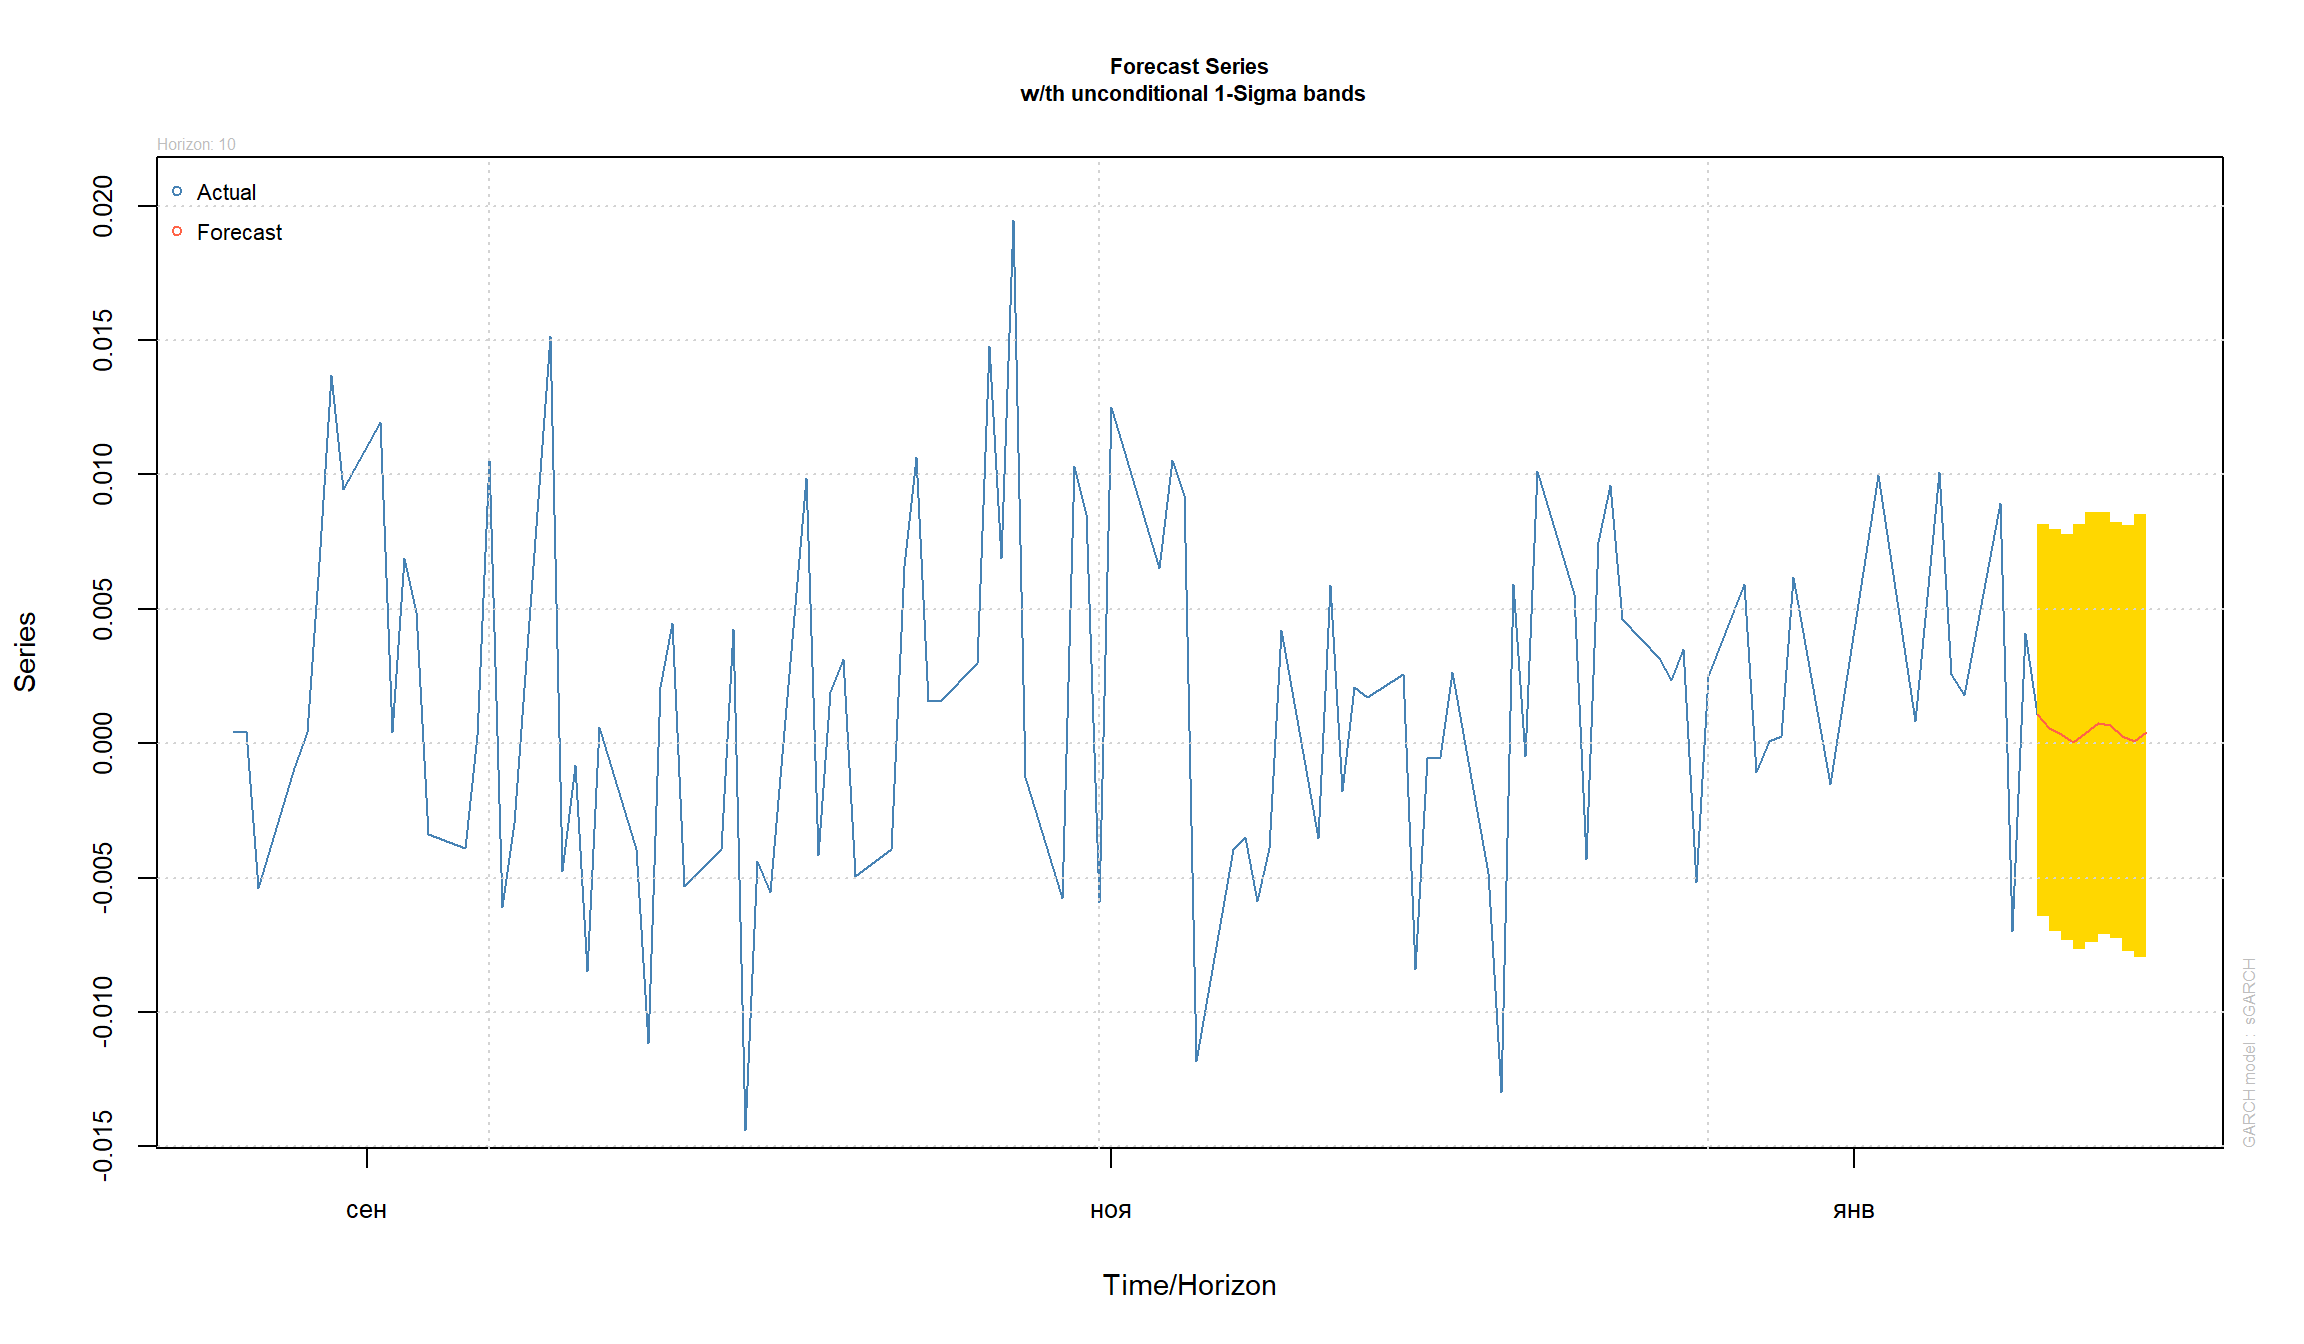 Forecast Series
w/th unconditional 1-Sigma bands
Horizon: 10
Actual
Forecast
0.020
0.015
0.010
0.005
0.000
-0.005
-0.010
-0.015
Series
сен
ноя
янв
Time/Horizon
GARCH model : sGARCH